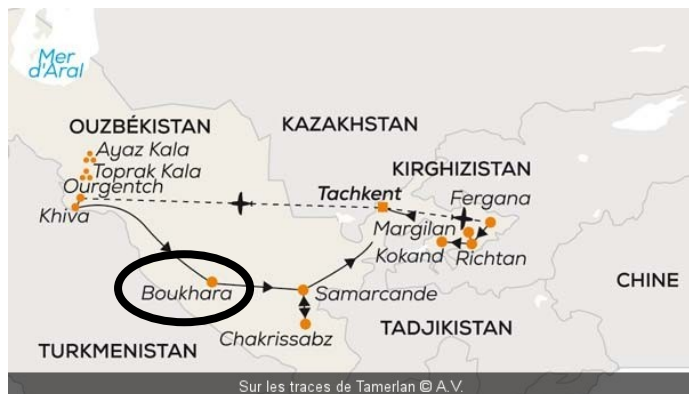 Mer
d'Aral
OUZBÉKISTAN
KAZAKHSTAN
Ayaz Kala
Toprak Kala
Ourgentch
Khiva
KIRGHIZISTAN
Tachkent
Fergana
Margilan
Kokand
Richtan
Boukhara
Samarcande
CHINE
Chakrissabz
TADJIKISTAN
TURKMENISTAN
Sur les traces de Tamerlan © A.V.